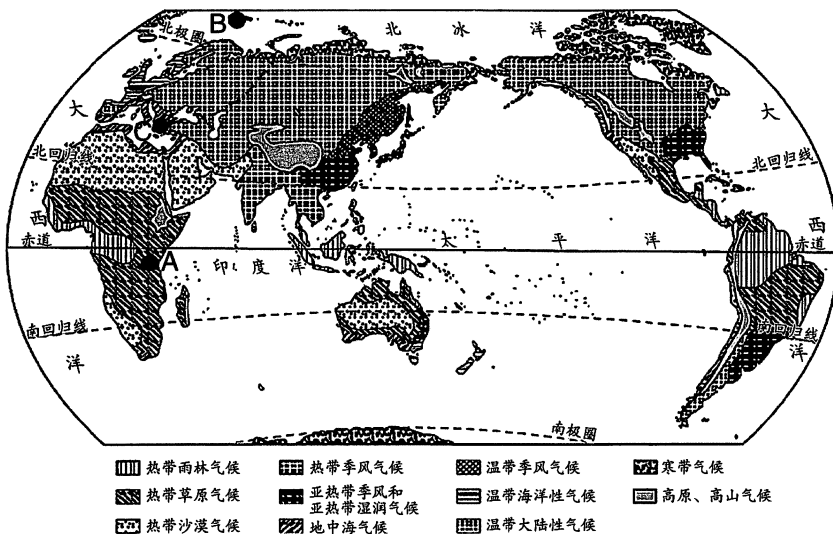 B
北极圈
北 冰 洋
大
大
C
北回归线
北回归线
西
西
赤道
太 平 洋
赤道
A
印 度 洋
南回归线
南回归线
洋
洋
南极圈
热带雨林气候
热带季风气候
温带季风气候
寒带气候
热带草原气候
亚热带季风和
亚热带湿润气候
温带海洋性气候
高原、高山气候
热带沙漠气候
地中海气候
温带大陆性气候